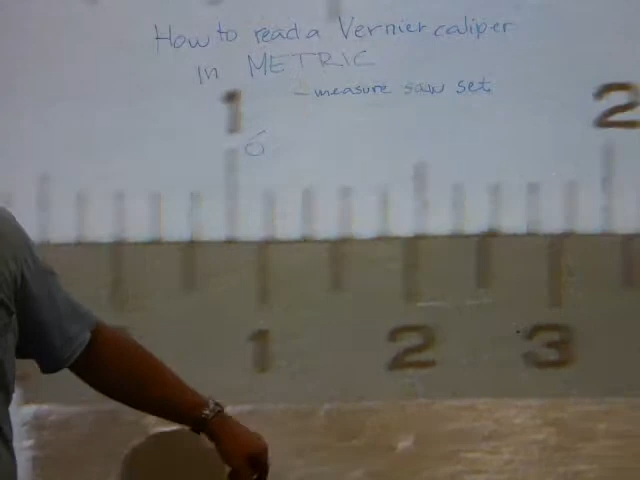 How to read a Vernier caliper
in METRIC
- measure saw set
1 2
1 2 3